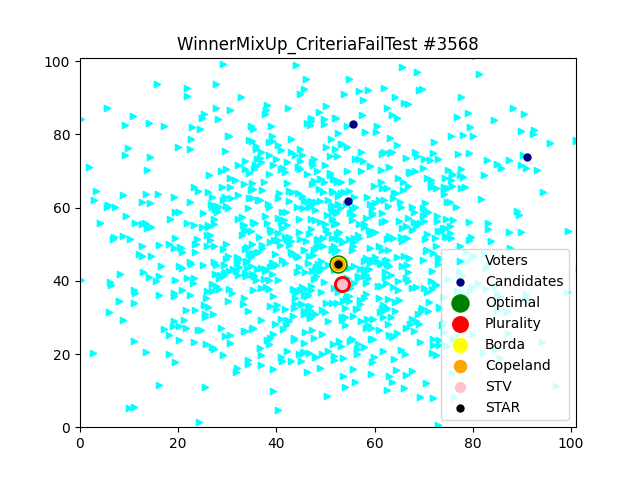 WinnerMixUp_CriteriaFailTest #3568
100
80
60
40
20
0
0 20 40 60 80 100
Voters
Candidates
Optimal
Plurality
Borda
Copeland
STV
STAR